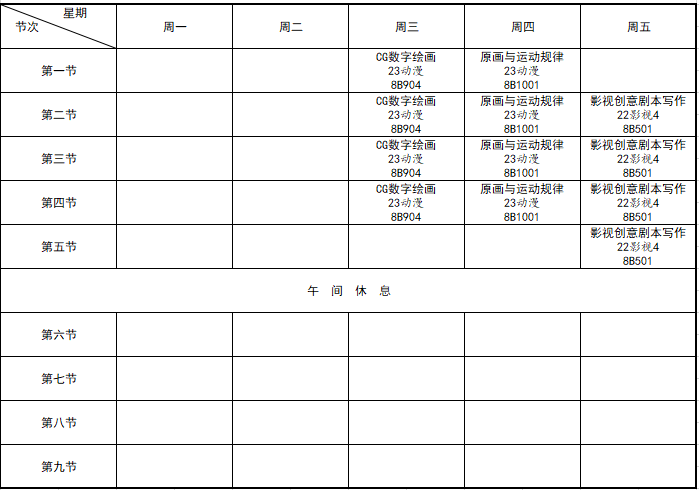 星期
节次
周一
周二
周三
周四
周五
第一节
CG数字绘画
23动漫
8B904
原画与运动规律
23动漫
8B1001
第二节
CG数字绘画
23动漫
8B904
原画与运动规律
23动漫
8B1001
影视创意剧本写作
22影视4
8B501
第三节
CG数字绘画
23动漫
8B904
原画与运动规律
23动漫
8B1001
影视创意剧本写作
22影视4
8B501
第四节
CG数字绘画
23动漫
8B904
原画与运动规律
23动漫
8B1001
影视创意剧本写作
22影视4
8B501
第五节
影视创意剧本写作
22影视4
8B501
午 间 休 息
第六节
第七节
第八节
第九节